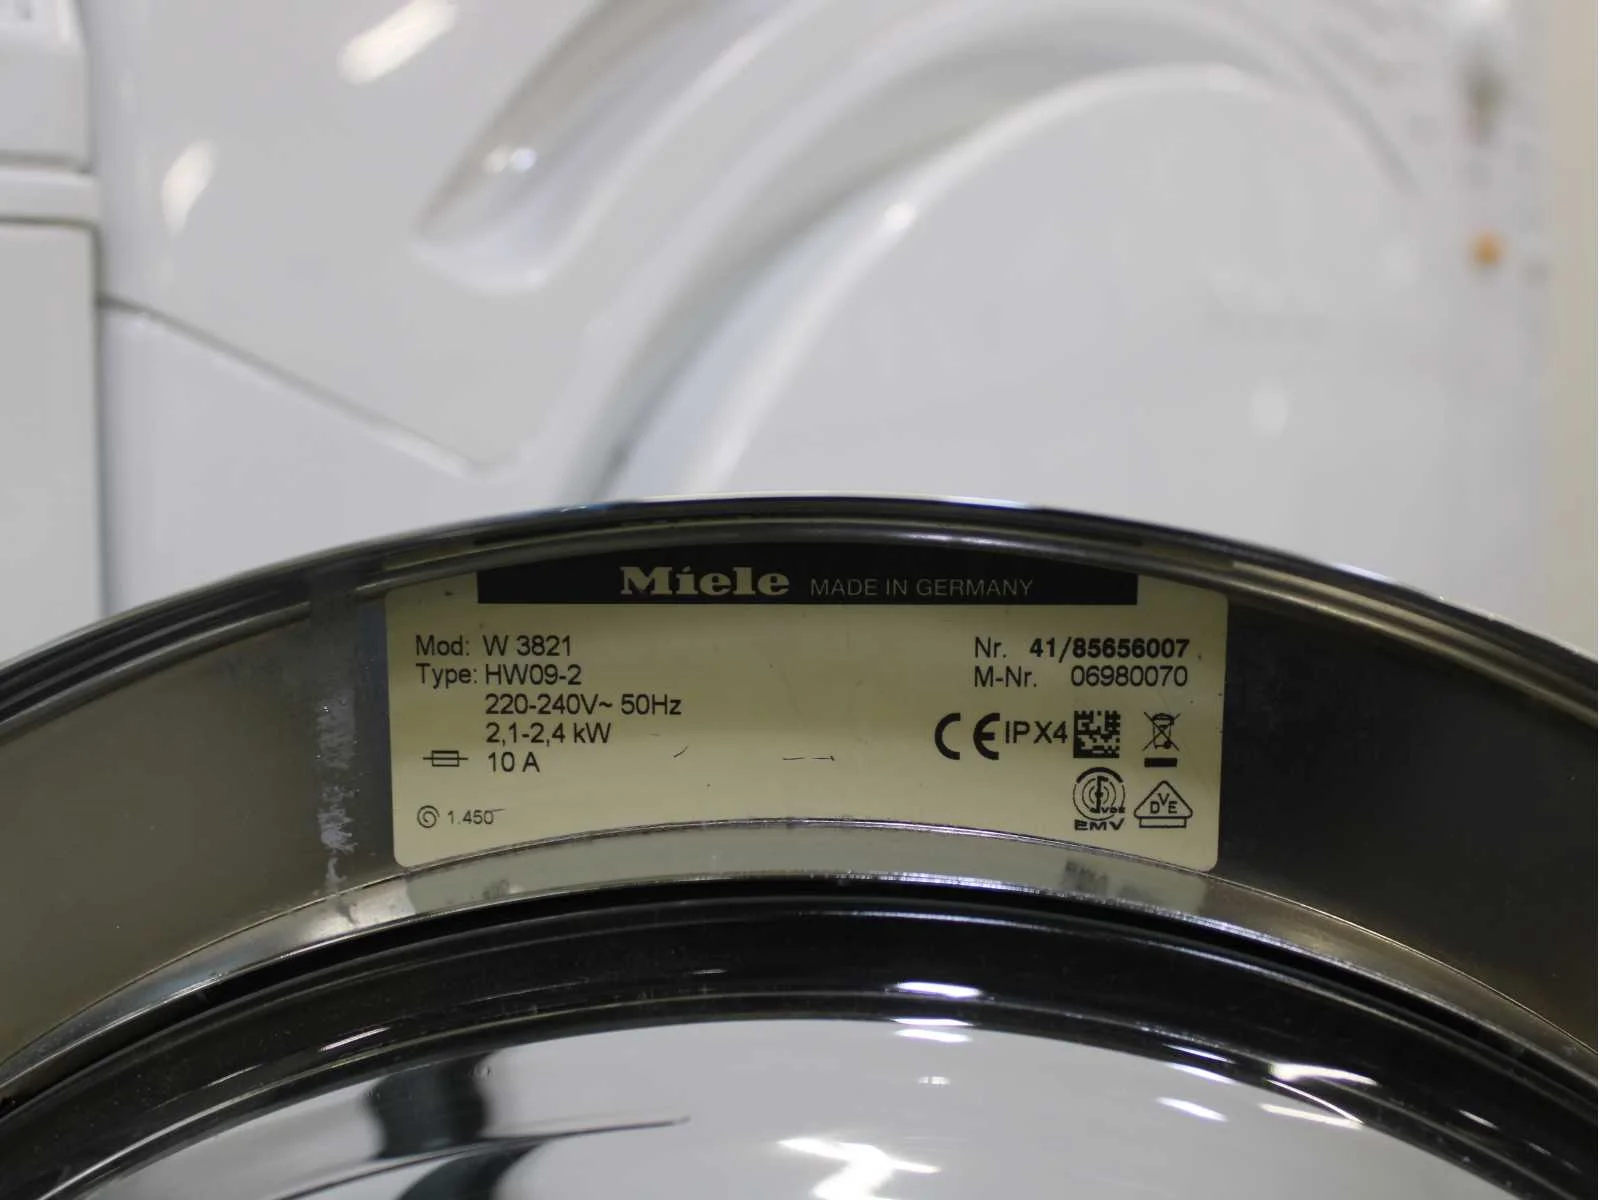 Miele MADE IN GERMANY
Mod: W 3821
Type: HW09-2
220-240V~ 50Hz
2,1-2,4 kW
10 A
1.450
Nr. 41/85656007
M-Nr. 06980070
CE IPX4
VDE
EMV
DVE